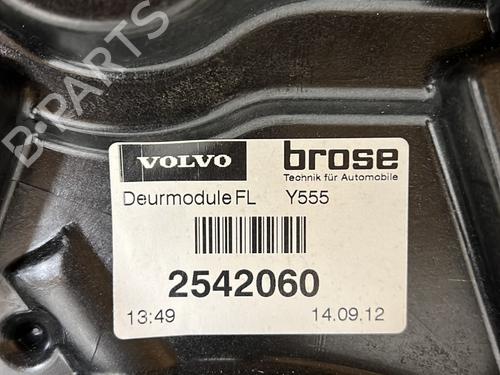 B-PARTS
VOLVO
brose
Technik für Automobile
Deurmodule FL Y555
2542060
13:49 14.09.12